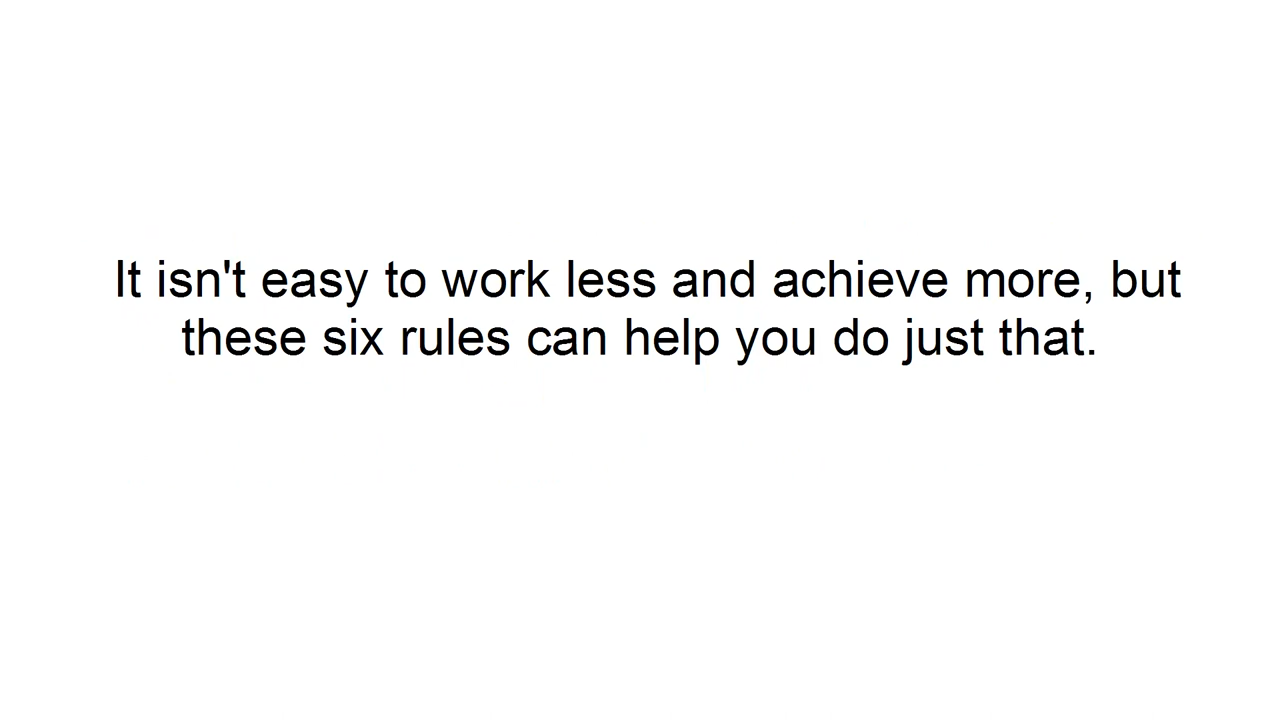 It isn't easy to work less and achieve more, but
these six rules can help you do just that.